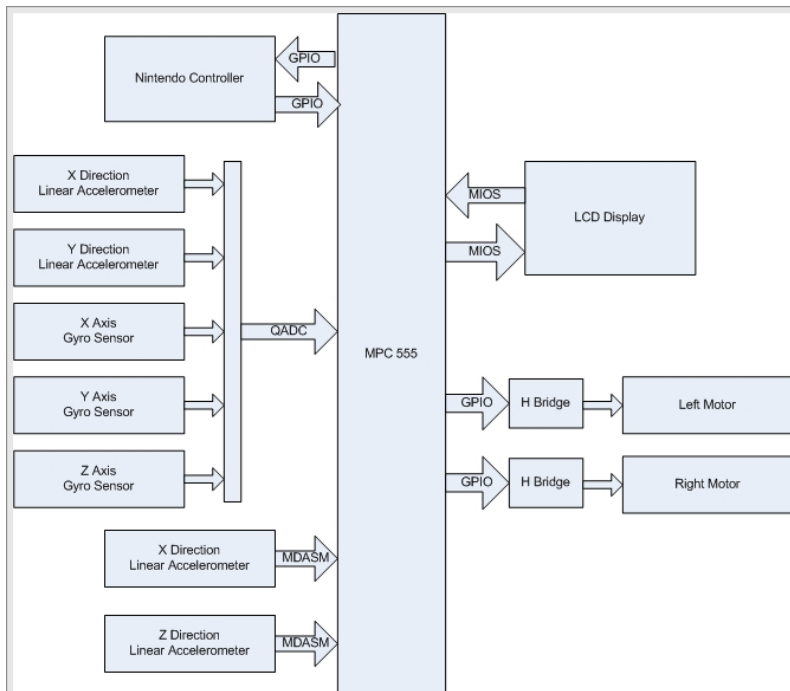 Nintendo Controller
GPIO
GPIO
X Direction
Linear Accelerometer
Y Direction
Linear Accelerometer
X Axis
Gyro Sensor
Y Axis
Gyro Sensor
Z Axis
Gyro Sensor
QADC
X Direction
Linear Accelerometer
MDASM
Z Direction
Linear Accelerometer
MDASM
MPC 555
MIOS
MIOS
LCD Display
GPIO
H Bridge
Left Motor
GPIO
H Bridge
Right Motor